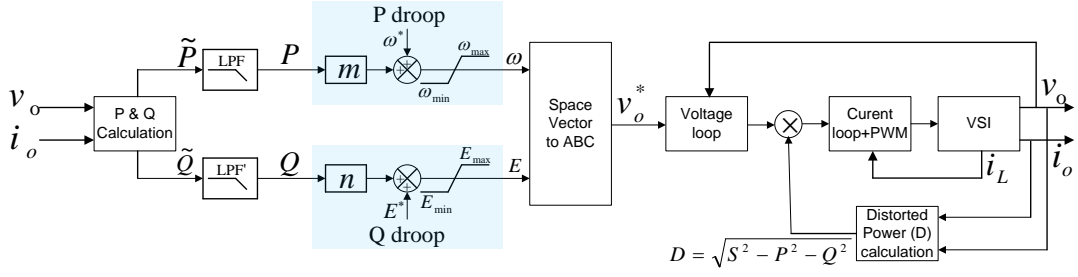 P droop
ω*
P̃
LPF
P
m
+
+
ω_max
ω_min
ω
v_o
i_o
P & Q
Calculation
Q̃
LPF'
Q
n
+
+
E_max
E_min
E
E*
Q droop
Space
Vector
to ABC
v_o^*
Voltage
loop
Curent
loop+PWM
VSI
v_o
i_o
i_L
Distorted
Power (D)
calculation
D = √(S² − P² − Q²)